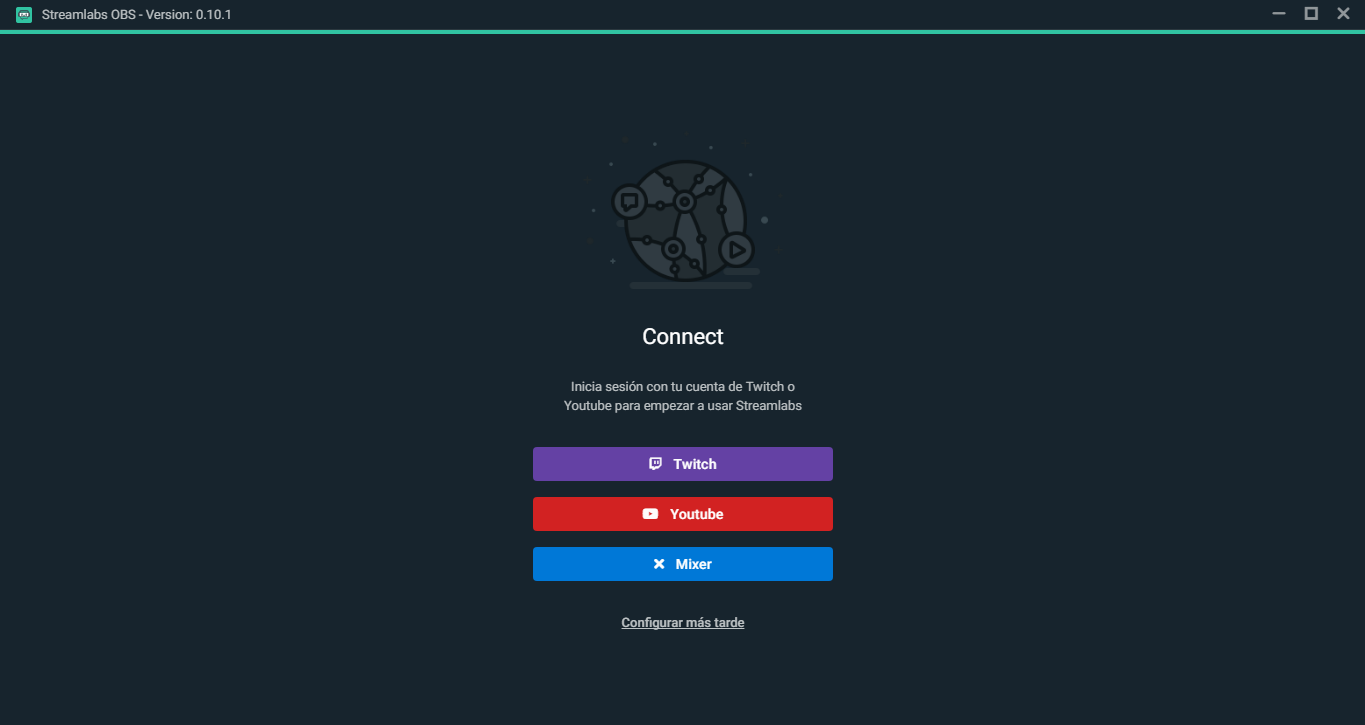 Streamlabs OBS - Version: 0.10.1
Connect
Inicia sesión con tu cuenta de Twitch o
Youtube para empezar a usar Streamlabs
Twitch
Youtube
Mixer
Configurar más tarde